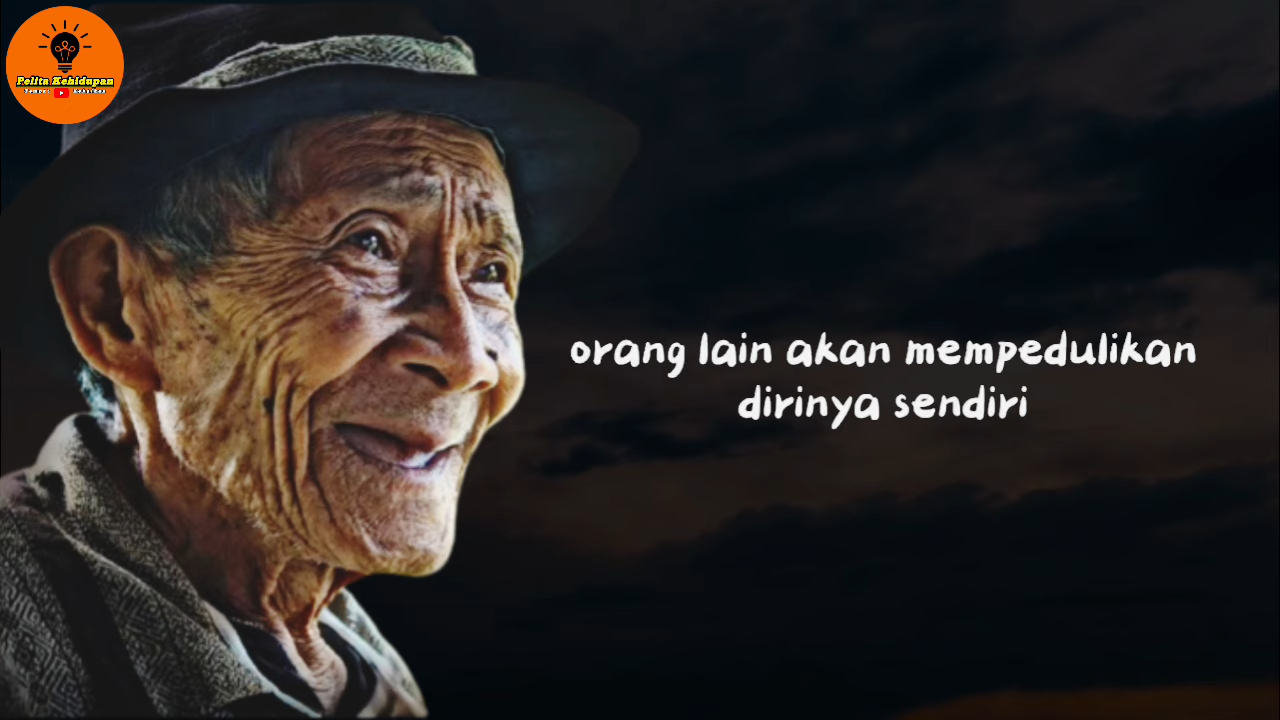 Pelita Kehidupan
orang lain akan mempedulikan
dirinya sendiri